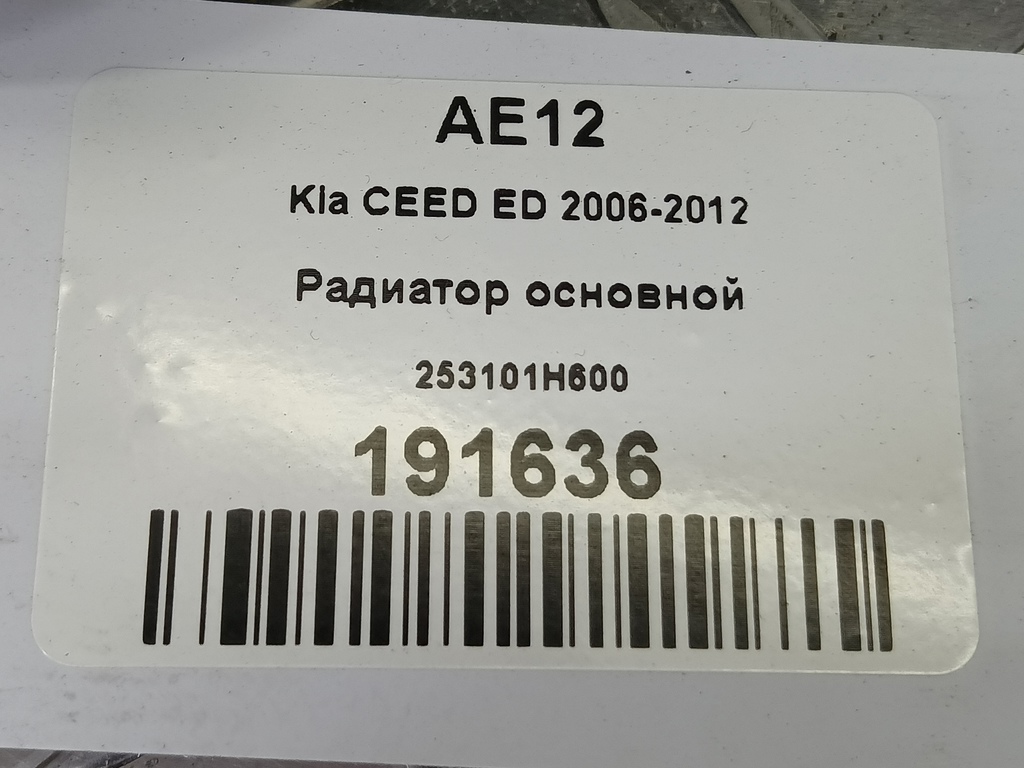 AE12
Kia CEED ED 2006-2012
Радиатор основной
253101H600
191636